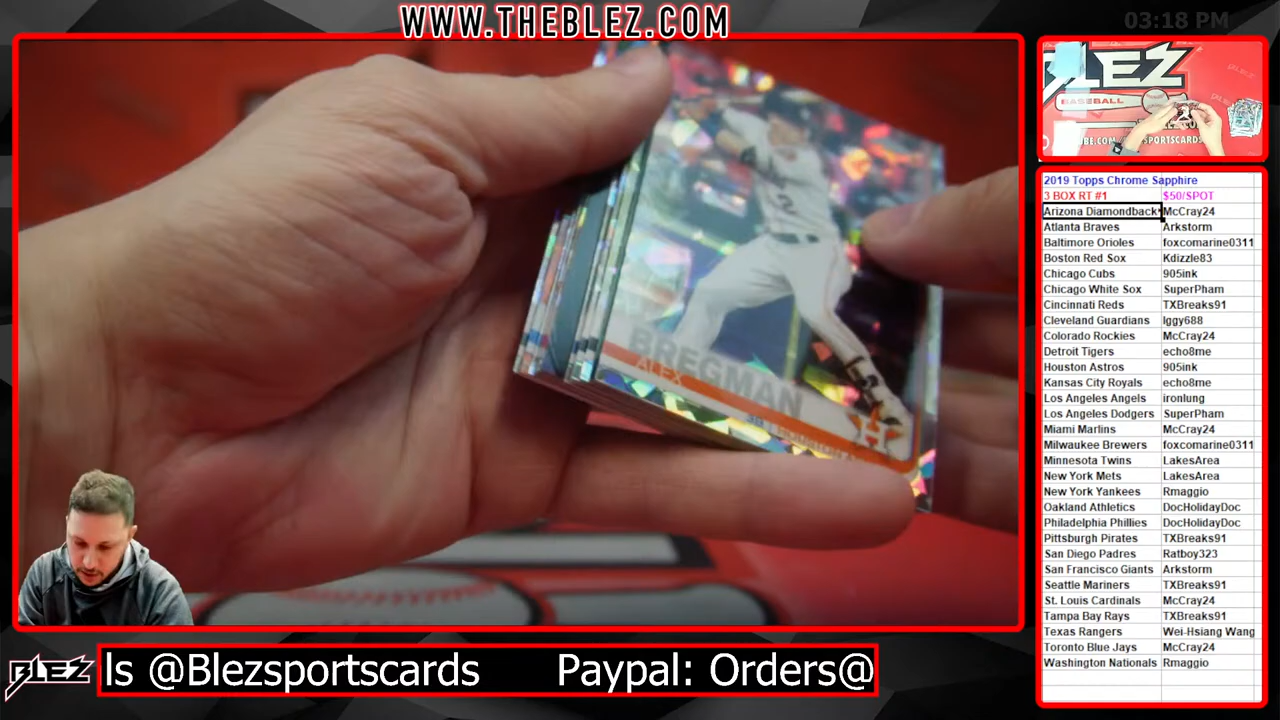 WWW.THEBLEZ.COM
03:18 PM
BLEZ
BASEBALL
BREGMAN
ALEX
3B
2019 Topps Chrome Sapphire
3 BOX RT #1 $50/SPOT
Arizona Diamondback McCray24
Atlanta Braves Arkstorm
Baltimore Orioles foxcomarine0311
Boston Red Sox Kdizzle83
Chicago Cubs 905ink
Chicago White Sox SuperPham
Cincinnati Reds TXBreaks91
Cleveland Guardians Iggy688
Colorado Rockies McCray24
Detroit Tigers echo8me
Houston Astros 905ink
Kansas City Royals echo8me
Los Angeles Angels ironlung
Los Angeles Dodgers SuperPham
Miami Marlins McCray24
Milwaukee Brewers foxcomarine0311
Minnesota Twins LakesArea
New York Mets LakesArea
New York Yankees Rmaggio
Oakland Athletics DocHolidayDoc
Philadelphia Phillies DocHolidayDoc
Pittsburgh Pirates TXBreaks91
San Diego Padres Ratboy323
San Francisco Giants Arkstorm
Seattle Mariners TXBreaks91
St. Louis Cardinals McCray24
Tampa Bay Rays TXBreaks91
Texas Rangers Wei-Hsiang Wang
Toronto Blue Jays McCray24
Washington Nationals Rmaggio
BLEZ ls @Blezsportscards Paypal: Orders@